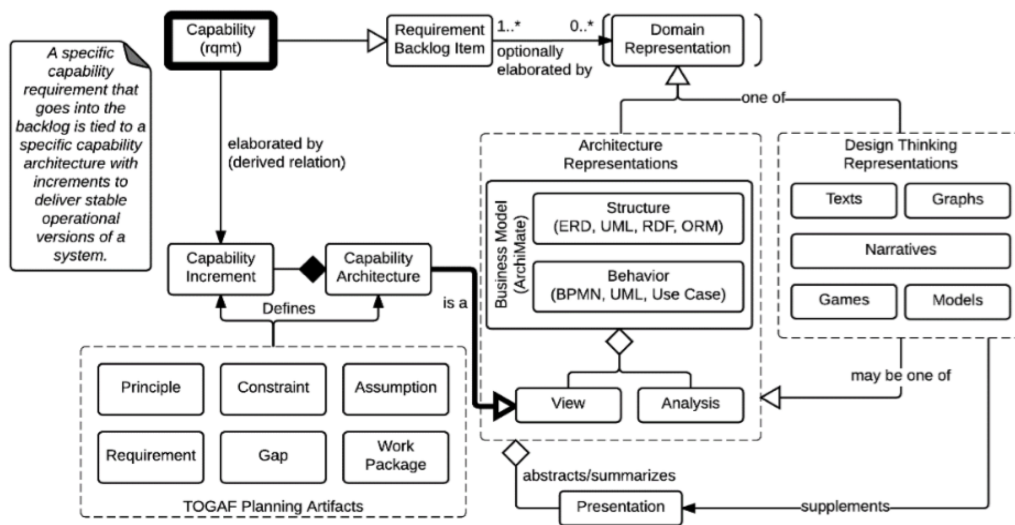 Capability
(rqmt)
Requirement
Backlog Item
1..*
0..*
optionally
elaborated by
Domain
Representation
A specific
capability
requirement that
goes into the
backlog is tied to a
specific capability
architecture with
increments to
deliver stable
operational
versions of a
system.
elaborated by
(derived relation)
one of
Architecture
Representations
Design Thinking
Representations
Business Model
(ArchiMate)
Structure
(ERD, UML, RDF, ORM)
Behavior
(BPMN, UML, Use Case)
Texts
Graphs
Narratives
Games
Models
Capability
Increment
Capability
Architecture
is a
Defines
Principle
Constraint
Assumption
Requirement
Gap
Work
Package
TOGAF Planning Artifacts
View
Analysis
may be one of
abstracts/summarizes
Presentation
supplements